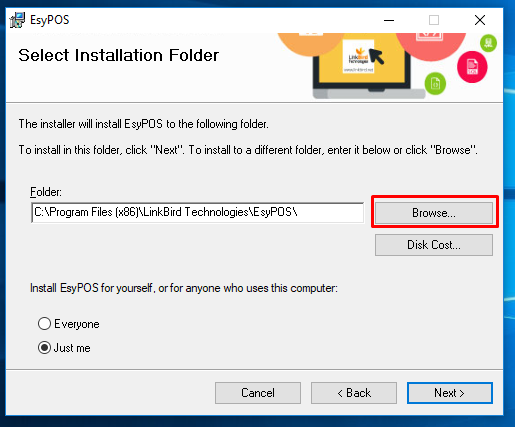 EsyPOS
Select Installation Folder
LinkBird
Technologies
The installer will install EsyPOS to the following folder.
To install in this folder, click "Next". To install to a different folder, enter it below or click "Browse".
Folder:
C:\Program Files (x86)\LinkBird Technologies\EsyPOS\
Browse...
Disk Cost...
Install EsyPOS for yourself, or for anyone who uses this computer:
Everyone
Just me
Cancel
< Back
Next >